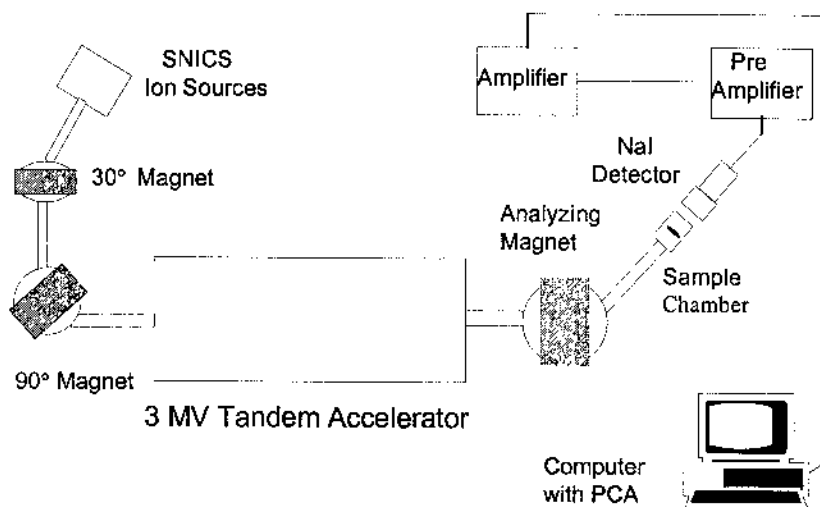 SNICS
Ion Sources
30° Magnet
90° Magnet
3 MV Tandem Accelerator
Amplifier
Pre
Amplifier
NaI
Detector
Analyzing
Magnet
Sample
Chamber
Computer
with PCA